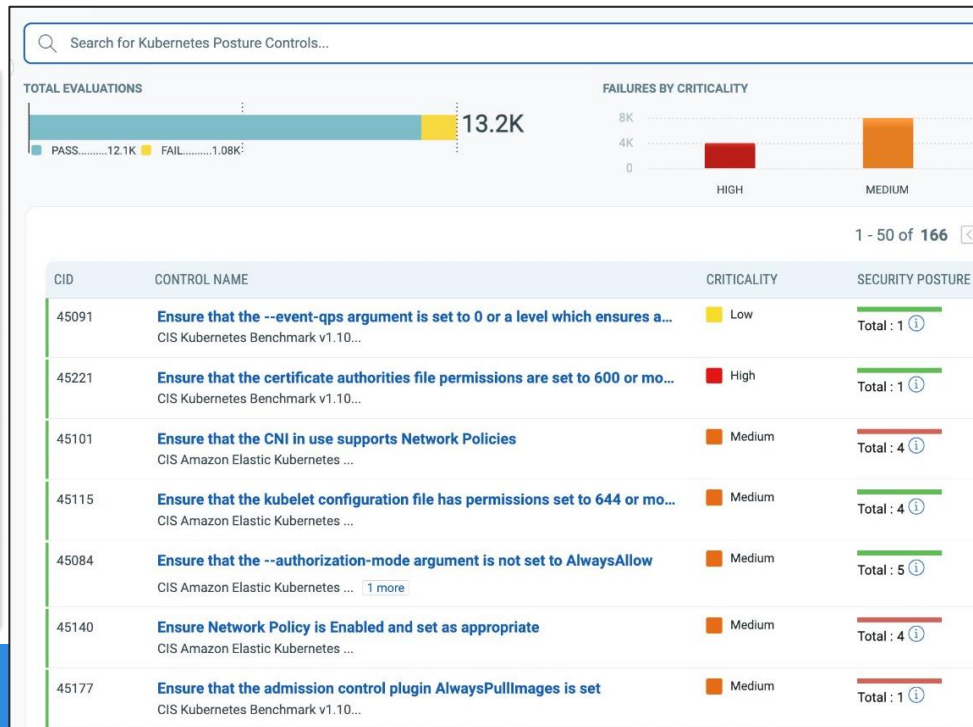 Search for Kubernetes Posture Controls...
TOTAL EVALUATIONS
13.2K
PASS.........12.1K FAIL..........1.08K
FAILURES BY CRITICALITY
8K
4K
0
HIGH MEDIUM
1 - 50 of 166
CID CONTROL NAME CRITICALITY SECURITY POSTURE
45091 Ensure that the --event-qps argument is set to 0 or a level which ensures a... Low
CIS Kubernetes Benchmark v1.10... Total : 1
45221 Ensure that the certificate authorities file permissions are set to 600 or mo... High
CIS Kubernetes Benchmark v1.10... Total : 1
45101 Ensure that the CNI in use supports Network Policies Medium
CIS Amazon Elastic Kubernetes ... Total : 4
45115 Ensure that the kubelet configuration file has permissions set to 644 or mo... Medium
CIS Amazon Elastic Kubernetes ... Total : 4
45084 Ensure that the --authorization-mode argument is not set to AlwaysAllow Medium
CIS Amazon Elastic Kubernetes ... 1 more Total : 5
45140 Ensure Network Policy is Enabled and set as appropriate Medium
CIS Amazon Elastic Kubernetes ... Total : 4
45177 Ensure that the admission control plugin AlwaysPullImages is set Medium
CIS Kubernetes Benchmark v1.10... Total : 1